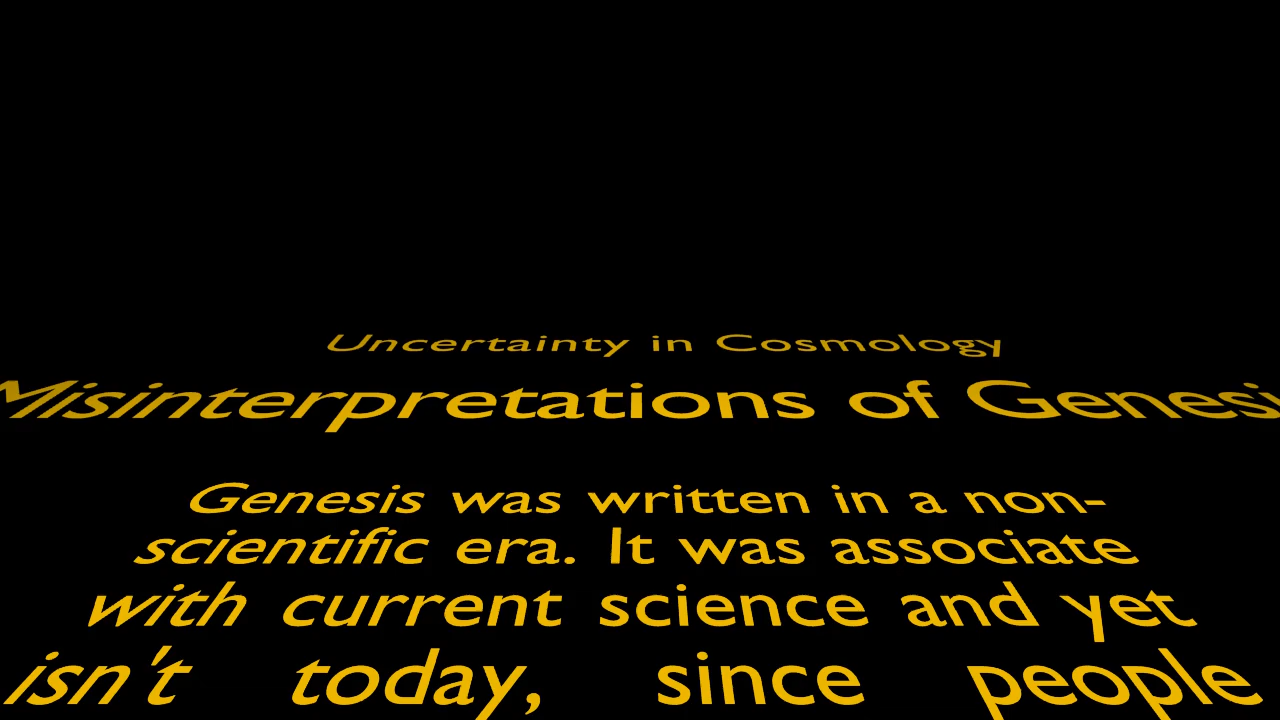 Uncertainty in Cosmology
Misinterpretations of Genesi
Genesis was written in a non-
scientific era. It was associate
with current science and yet
isn't today, since people